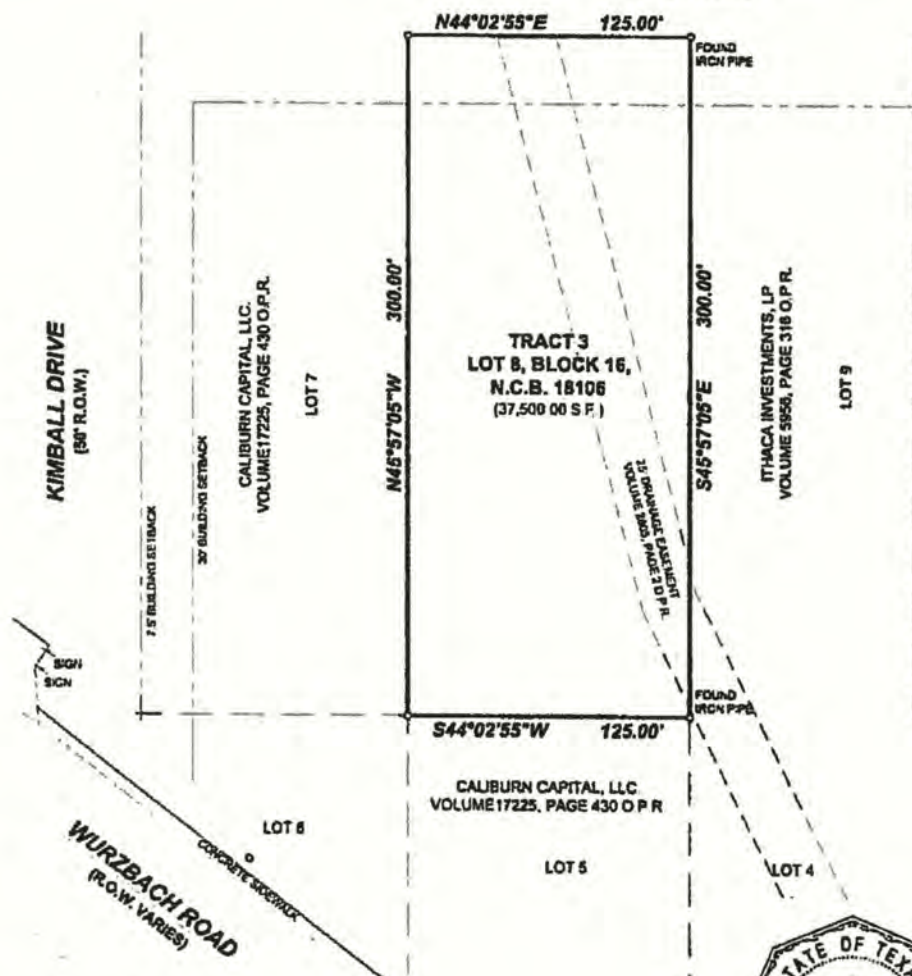 N44°02'55"E 125.00'
FOUND
IRON PIPE
KIMBALL DRIVE
(50' R.O.W.)
7.5' BUILDING SETBACK
30' BUILDING SETBACK
CALIBURN CAPITAL, LLC.
VOLUME17225, PAGE 430 O.P.R.
LOT 7
N45°57'05"W 300.00'
TRACT 3
LOT 8, BLOCK 16,
N.C.B. 18106
(37,500 00 S F.)
25' DRAINAGE EASEMENT
VOLUME PAGE 2 D P R.
S45°57'05"E 300.00'
ITHACA INVESTMENTS, LP
VOLUME 5958, PAGE 318 O.P.R.
LOT 9
SIGN
SIGN
FOUND
IRON PIPE
S44°02'55"W 125.00'
CALIBURN CAPITAL, LLC
VOLUME17225, PAGE 430 O P R
LOT 6
LOT 5
LOT 4
CONCRETE SIDEWALK
WURZBACH ROAD
(R.O.W. VARIES)
STATE OF TEX